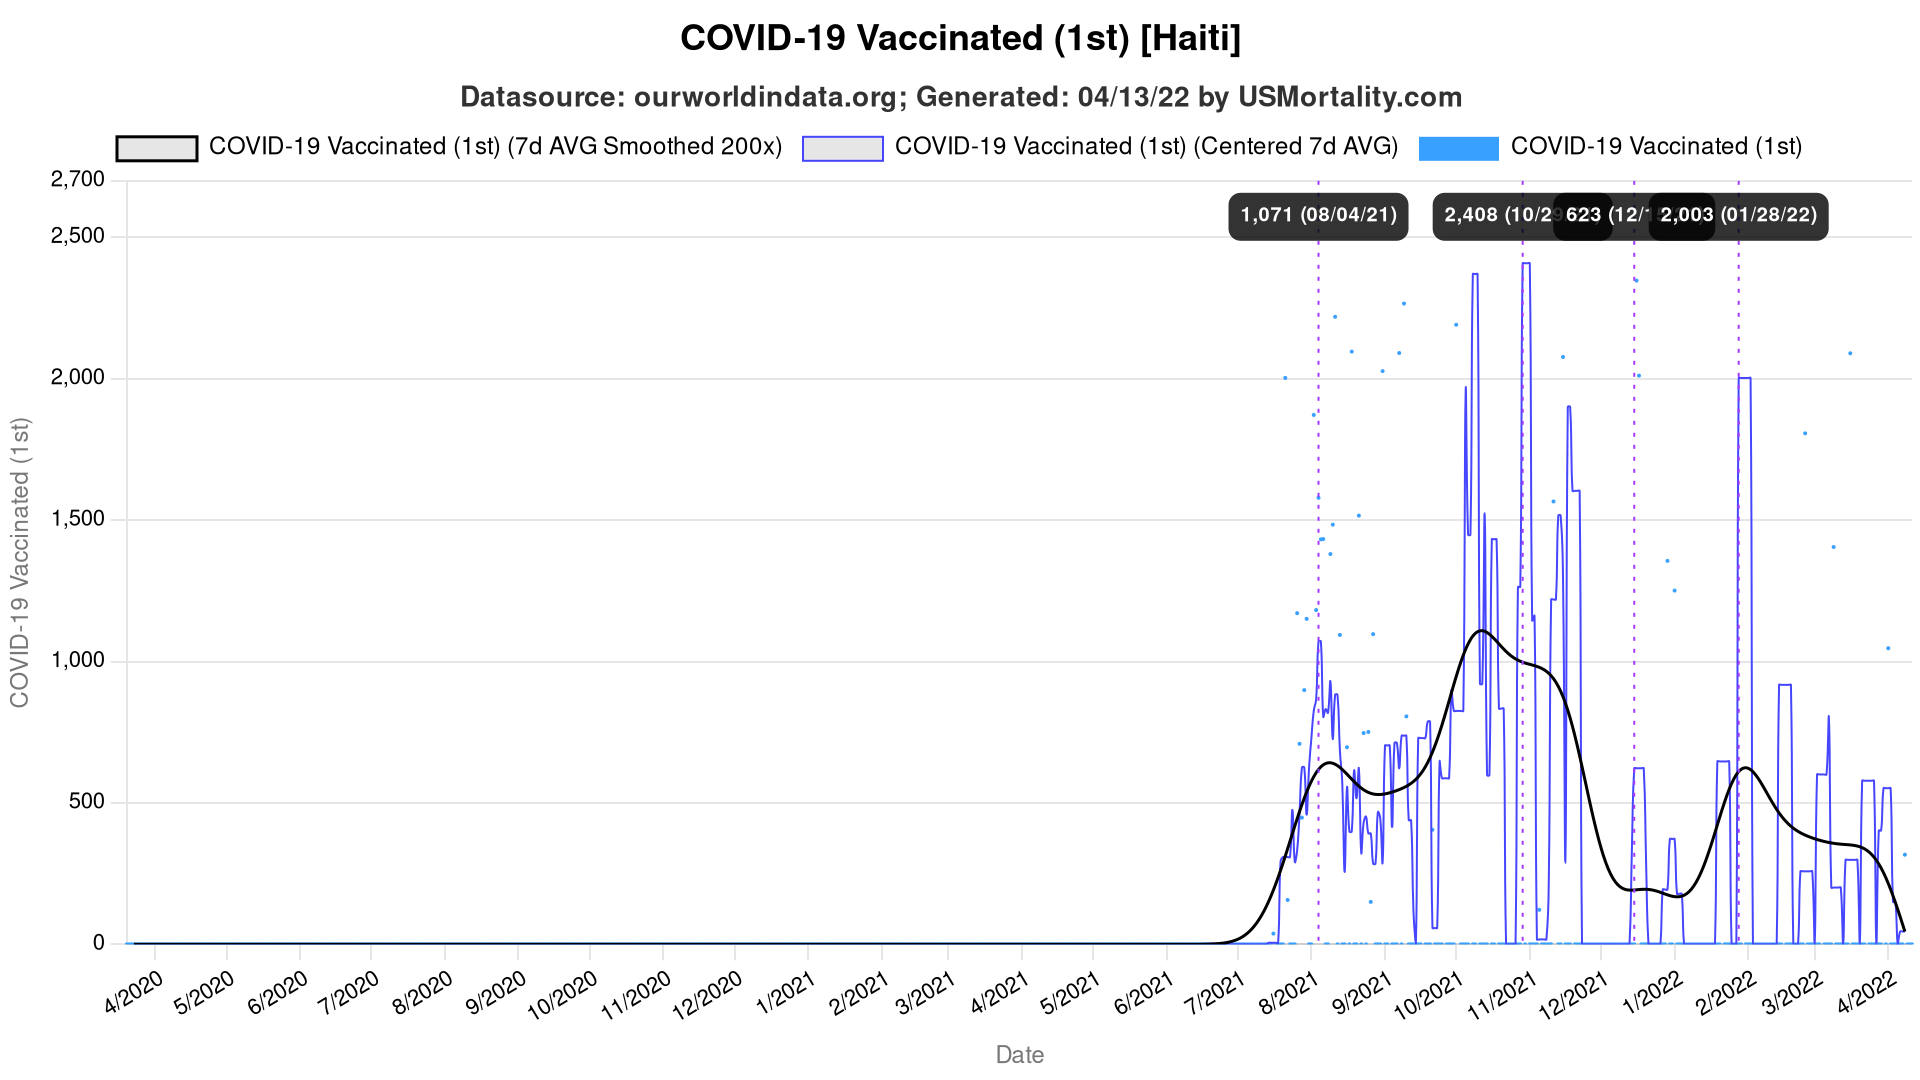 COVID-19 Vaccinated (1st) [Haiti]
Datasource: ourworldindata.org; Generated: 04/13/22 by USMortality.com
COVID-19 Vaccinated (1st) (7d AVG Smoothed 200x) COVID-19 Vaccinated (1st) (Centered 7d AVG) COVID-19 Vaccinated (1st)
1,071 (08/04/21) 2,408 (10/29 623 (12/1 2,003 (01/28/22)
2,700
2,500
2,000
1,500
1,000
500
0
COVID-19 Vaccinated (1st)
4/2020 5/2020 6/2020 7/2020 8/2020 9/2020 10/2020 11/2020 12/2020 1/2021 2/2021 3/2021 4/2021 5/2021 6/2021 7/2021 8/2021 9/2021 10/2021 11/2021 12/2021 1/2022 2/2022 3/2022 4/2022
Date